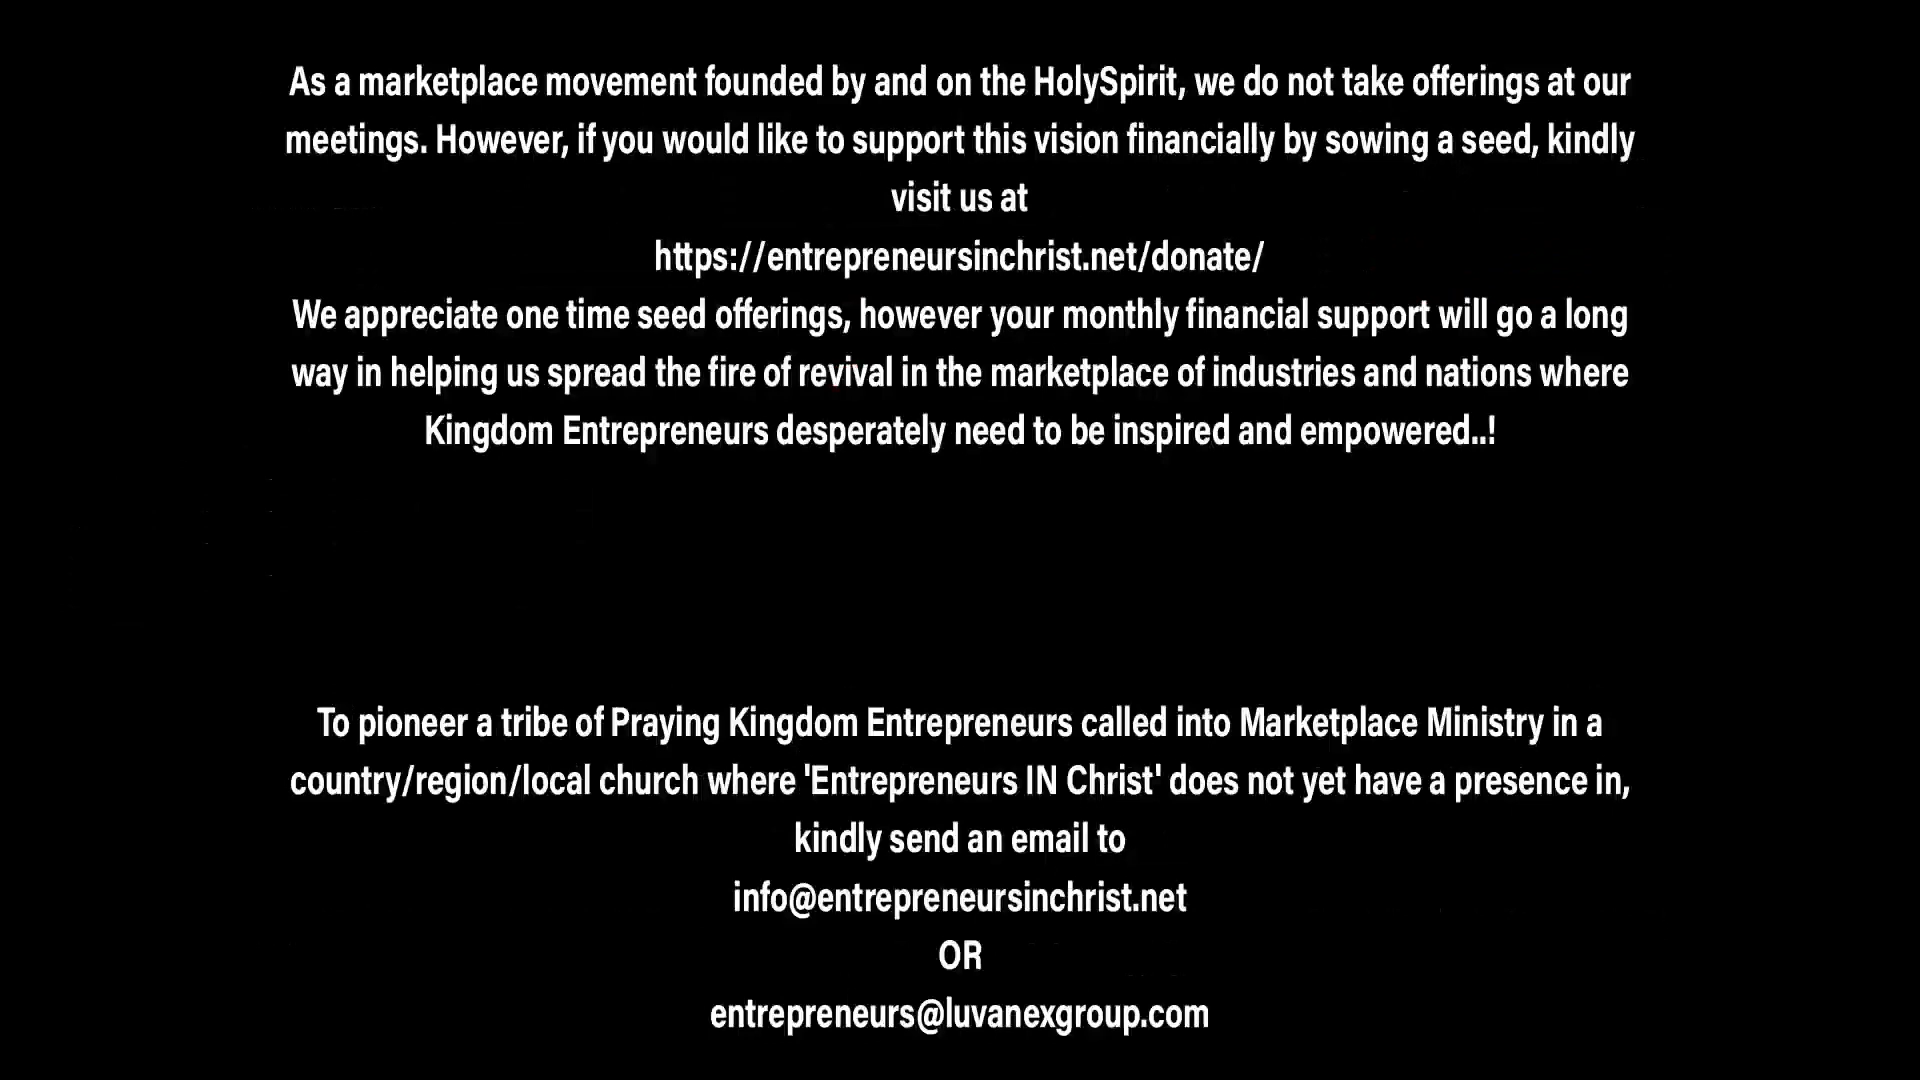 As a marketplace movement founded by and on the HolySpirit, we do not take offerings at our
meetings. However, if you would like to support this vision financially by sowing a seed, kindly
visit us at
https://entrepreneursinchrist.net/donate/
We appreciate one time seed offerings, however your monthly financial support will go a long
way in helping us spread the fire of revival in the marketplace of industries and nations where
Kingdom Entrepreneurs desperately need to be inspired and empowered..!
To pioneer a tribe of Praying Kingdom Entrepreneurs called into Marketplace Ministry in a
country/region/local church where 'Entrepreneurs IN Christ' does not yet have a presence in,
kindly send an email to
info@entrepreneursinchrist.net
OR
entrepreneurs@luvanexgroup.com